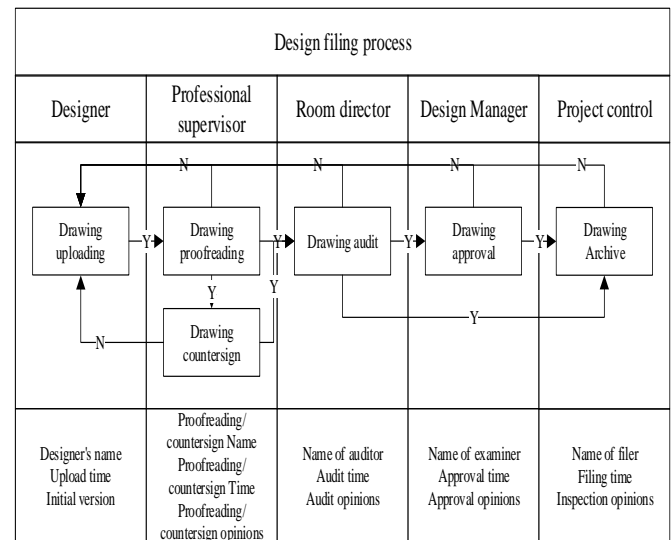 Design filing process
Designer
Professional
supervisor
Room director
Design Manager
Project control
N
N
N
N
Drawing
uploading
Y
Drawing
proofreading
Y
Drawing audit
Y
Drawing
approval
Y
Drawing
Archive
Y
Y
N
Drawing
countersign
Y
Designer's name
Upload time
Initial version
Proofreading/
countersign Name
Proofreading/
countersign Time
Proofreading/
countersign opinions
Name of auditor
Audit time
Audit opinions
Name of examiner
Approval time
Approval opinions
Name of filer
Filing time
Inspection opinions